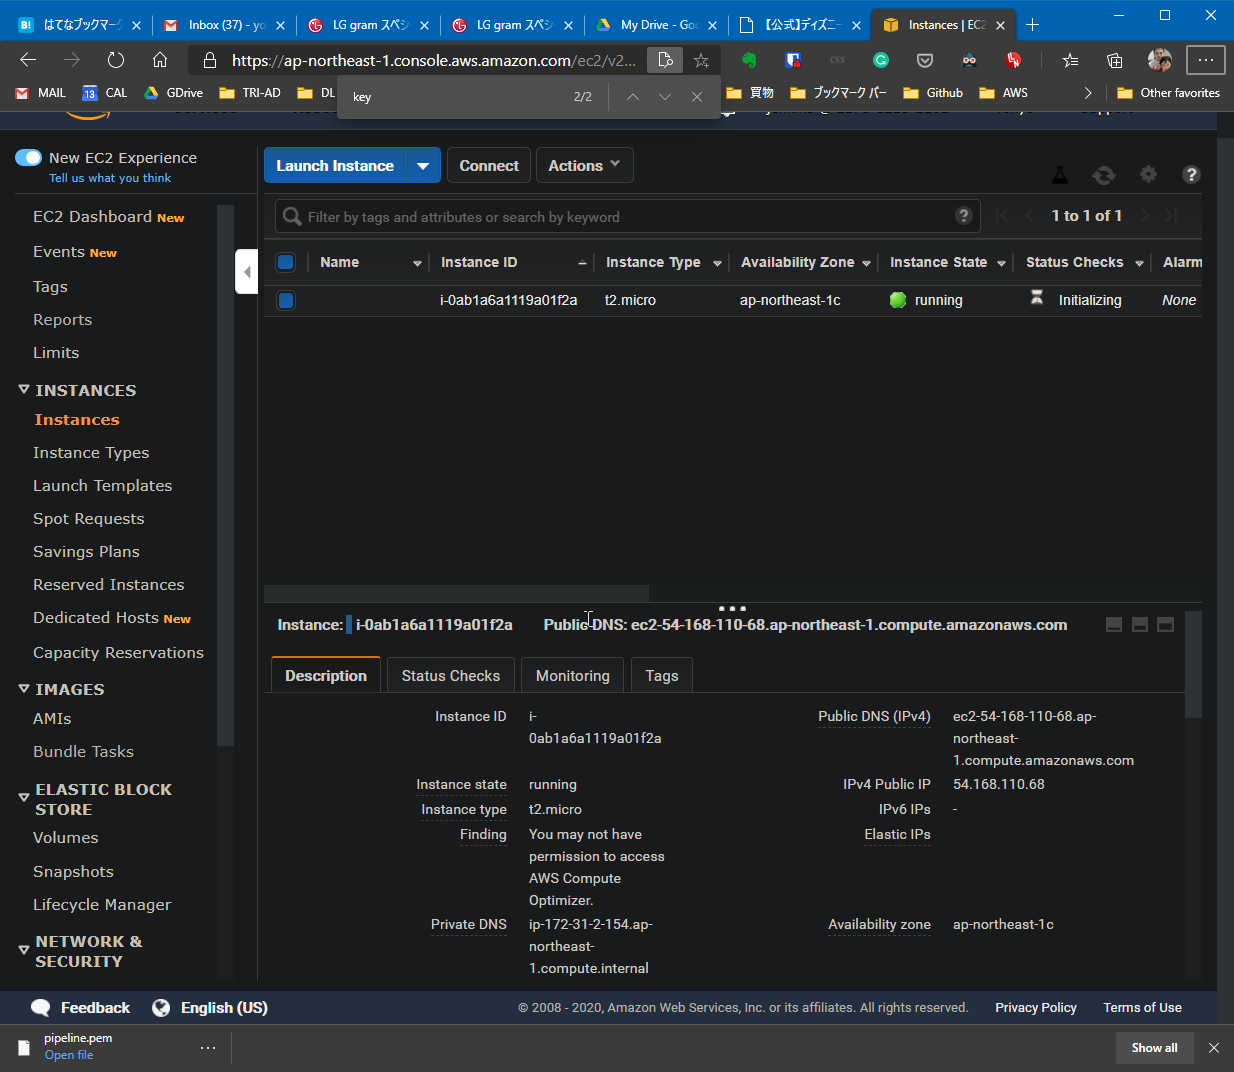 はてなブックマーク
Inbox (37) - yo
LG gram スペシ
LG gram スペシ
My Drive - Goo
【公式】ディズニー
Instances | EC2
https://ap-northeast-1.console.aws.amazon.com/ec2/v2...
MAIL
CAL
GDrive
TRI-AD
DL
買物
ブックマーク バー
Github
AWS
Other favorites
key
2/2
New EC2 Experience
Tell us what you think
Launch Instance
Connect
Actions
EC2 Dashboard New
Events New
Tags
Reports
Limits
INSTANCES
Instances
Instance Types
Launch Templates
Spot Requests
Savings Plans
Reserved Instances
Dedicated Hosts New
Capacity Reservations
IMAGES
AMIs
Bundle Tasks
ELASTIC BLOCK
STORE
Volumes
Snapshots
Lifecycle Manager
NETWORK &
SECURITY
Filter by tags and attributes or search by keyword
1 to 1 of 1
Name
Instance ID
Instance Type
Availability Zone
Instance State
Status Checks
Alarm
i-0ab1a6a1119a01f2a
t2.micro
ap-northeast-1c
running
Initializing
None
Instance: i-0ab1a6a1119a01f2a
Public DNS: ec2-54-168-110-68.ap-northeast-1.compute.amazonaws.com
Description
Status Checks
Monitoring
Tags
Instance ID
i-
0ab1a6a1119a01f2a
Public DNS (IPv4)
ec2-54-168-110-68.ap-
northeast-
1.compute.amazonaws.com
Instance state
running
IPv4 Public IP
54.168.110.68
Instance type
t2.micro
IPv6 IPs
-
Finding
You may not have
permission to access
AWS Compute
Optimizer.
Elastic IPs
Private DNS
ip-172-31-2-154.ap-
northeast-
1.compute.internal
Availability zone
ap-northeast-1c
Feedback
English (US)
© 2008 - 2020, Amazon Web Services, Inc. or its affiliates. All rights reserved.
Privacy Policy
Terms of Use
pipeline.pem
Open file
Show all